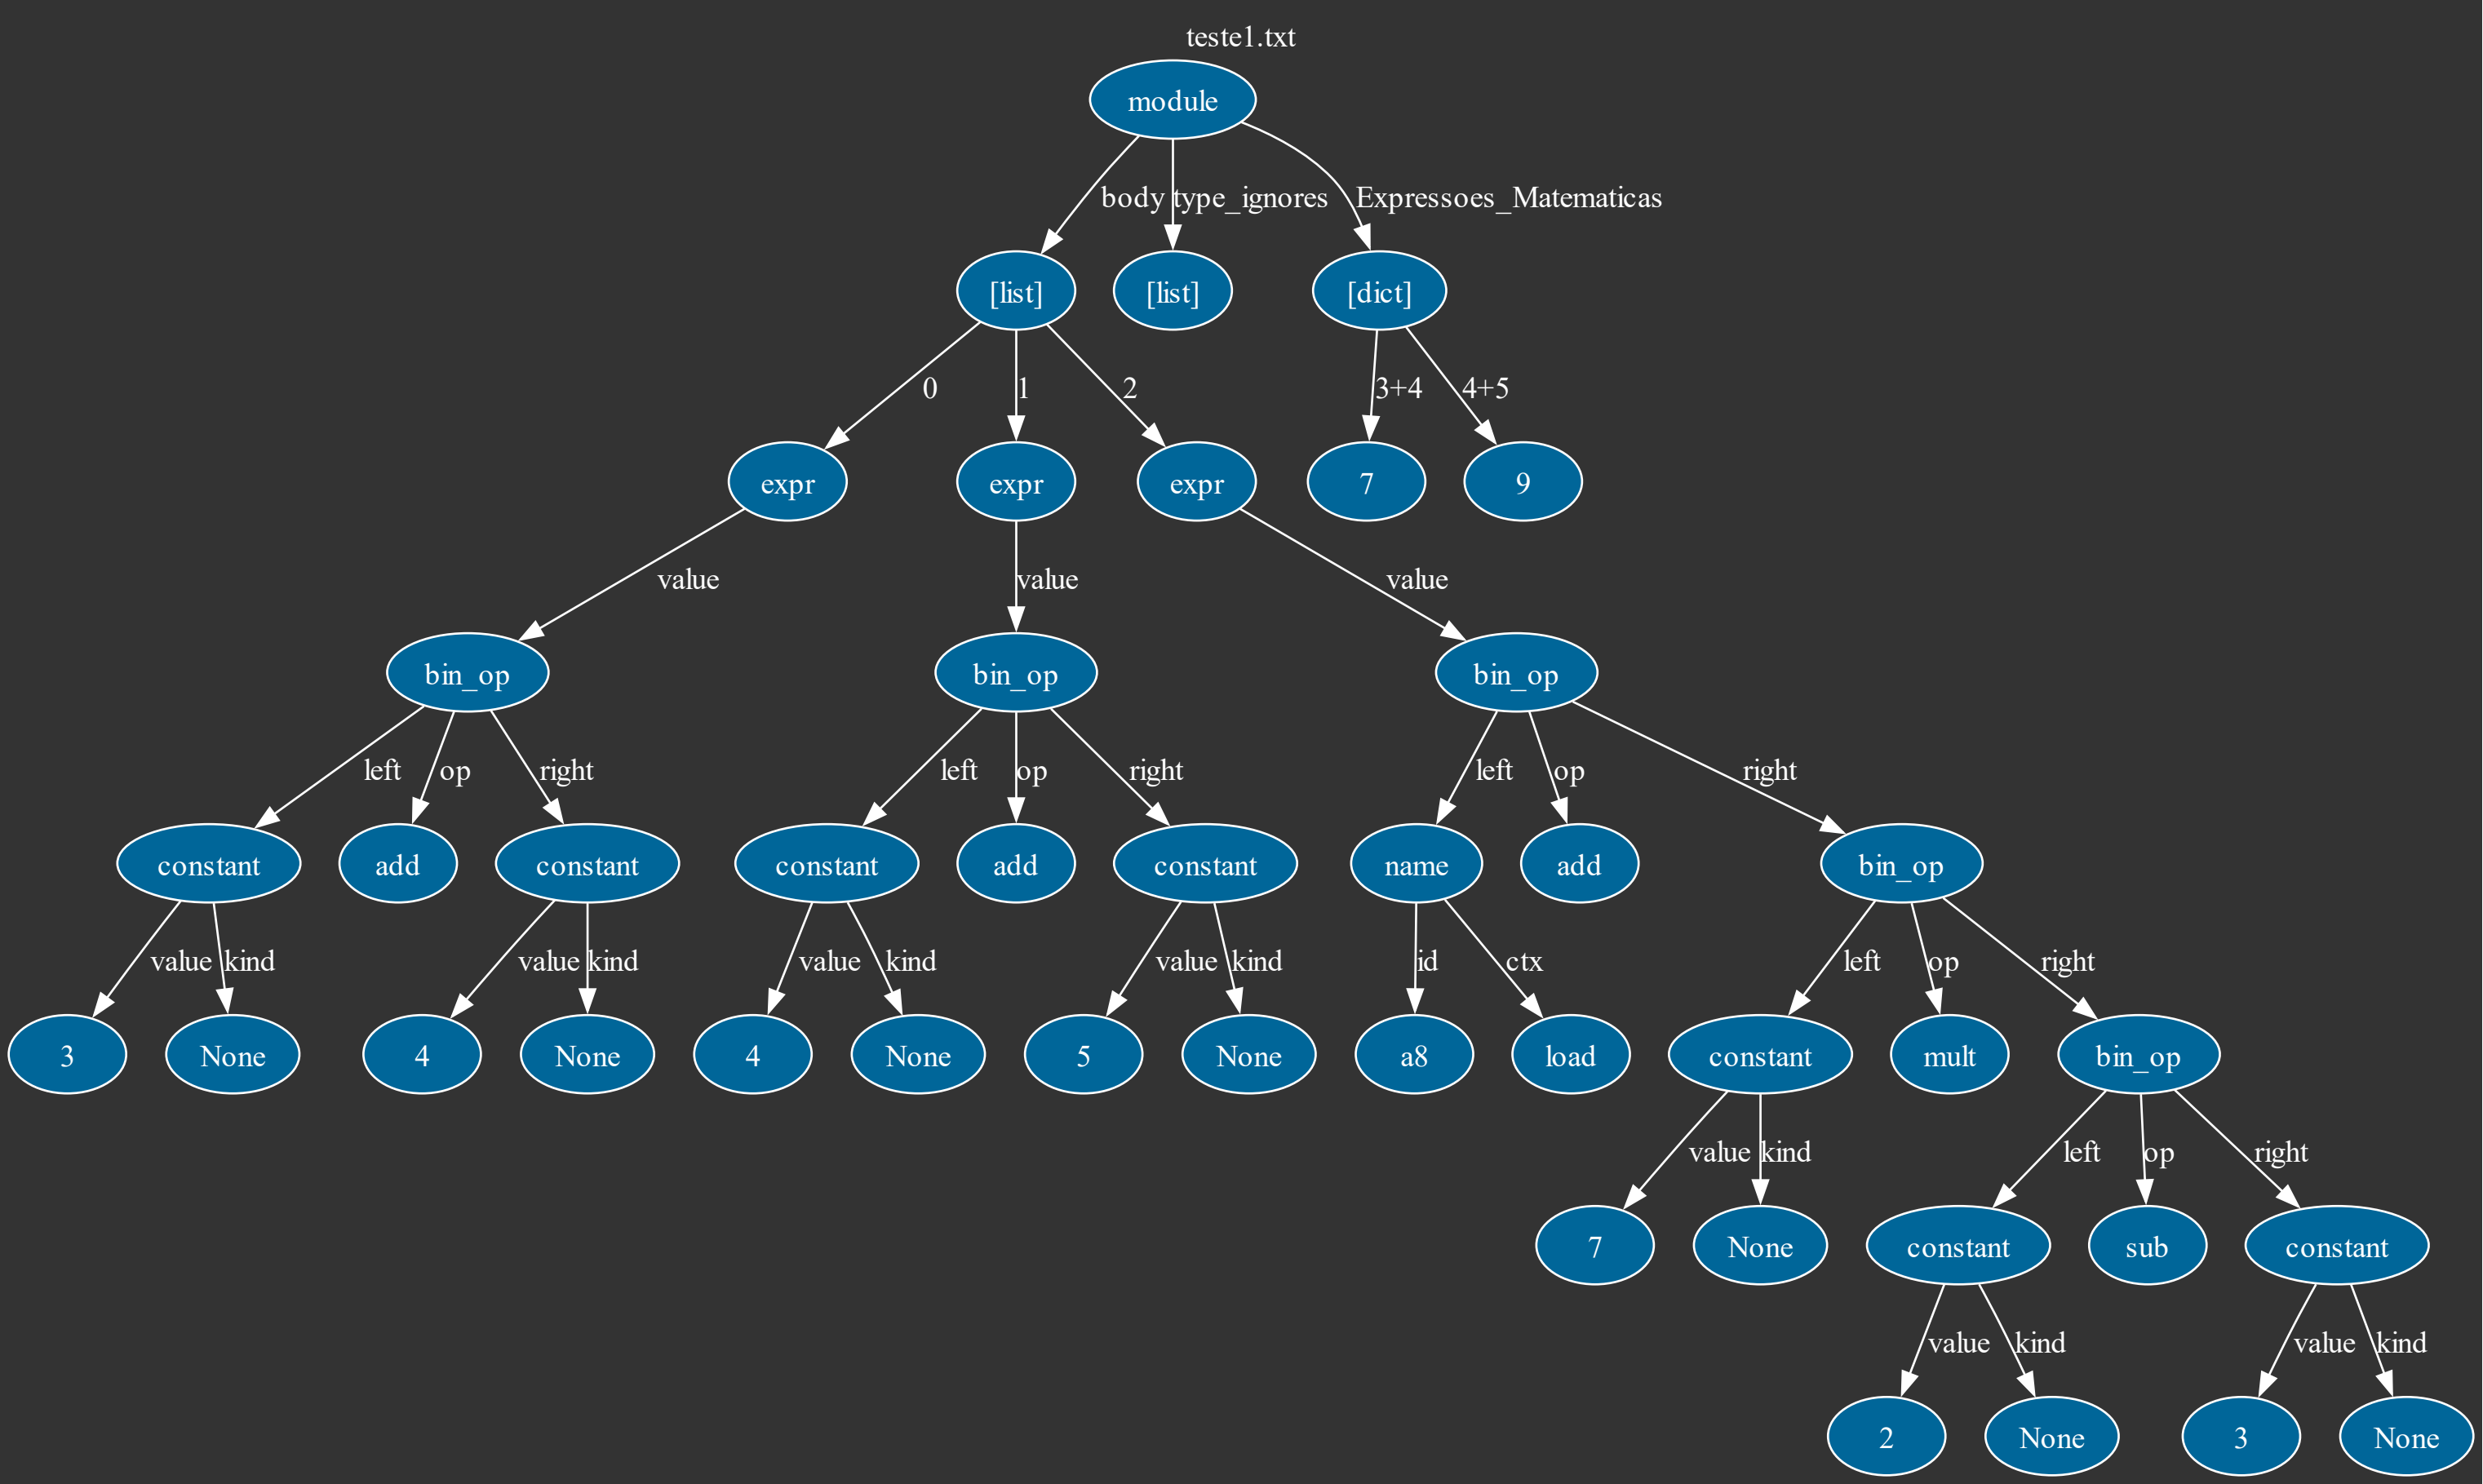 teste1.txt
module
body type_ignores Expressoes_Matematicas
[list] [list] [dict]
0 1 2 3+4 4+5
expr expr expr 7 9
value value value
bin_op bin_op bin_op
left op right left op right left op right
constant add constant constant add constant name add bin_op
value kind value kind value kind value kind id ctx left op right
3 None 4 None 4 None 5 None a8 load constant mult bin_op
value kind left op right
7 None constant sub constant
value kind value kind
2 None 3 None